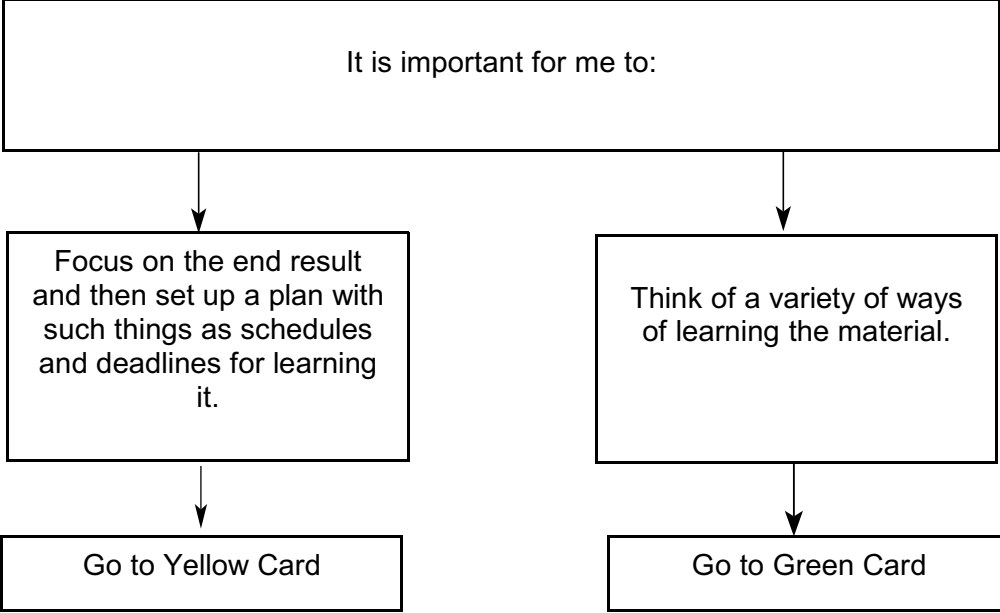 It is important for me to:
Focus on the end result
and then set up a plan with
such things as schedules
and deadlines for learning
it.
Think of a variety of ways
of learning the material.
Go to Yellow Card
Go to Green Card